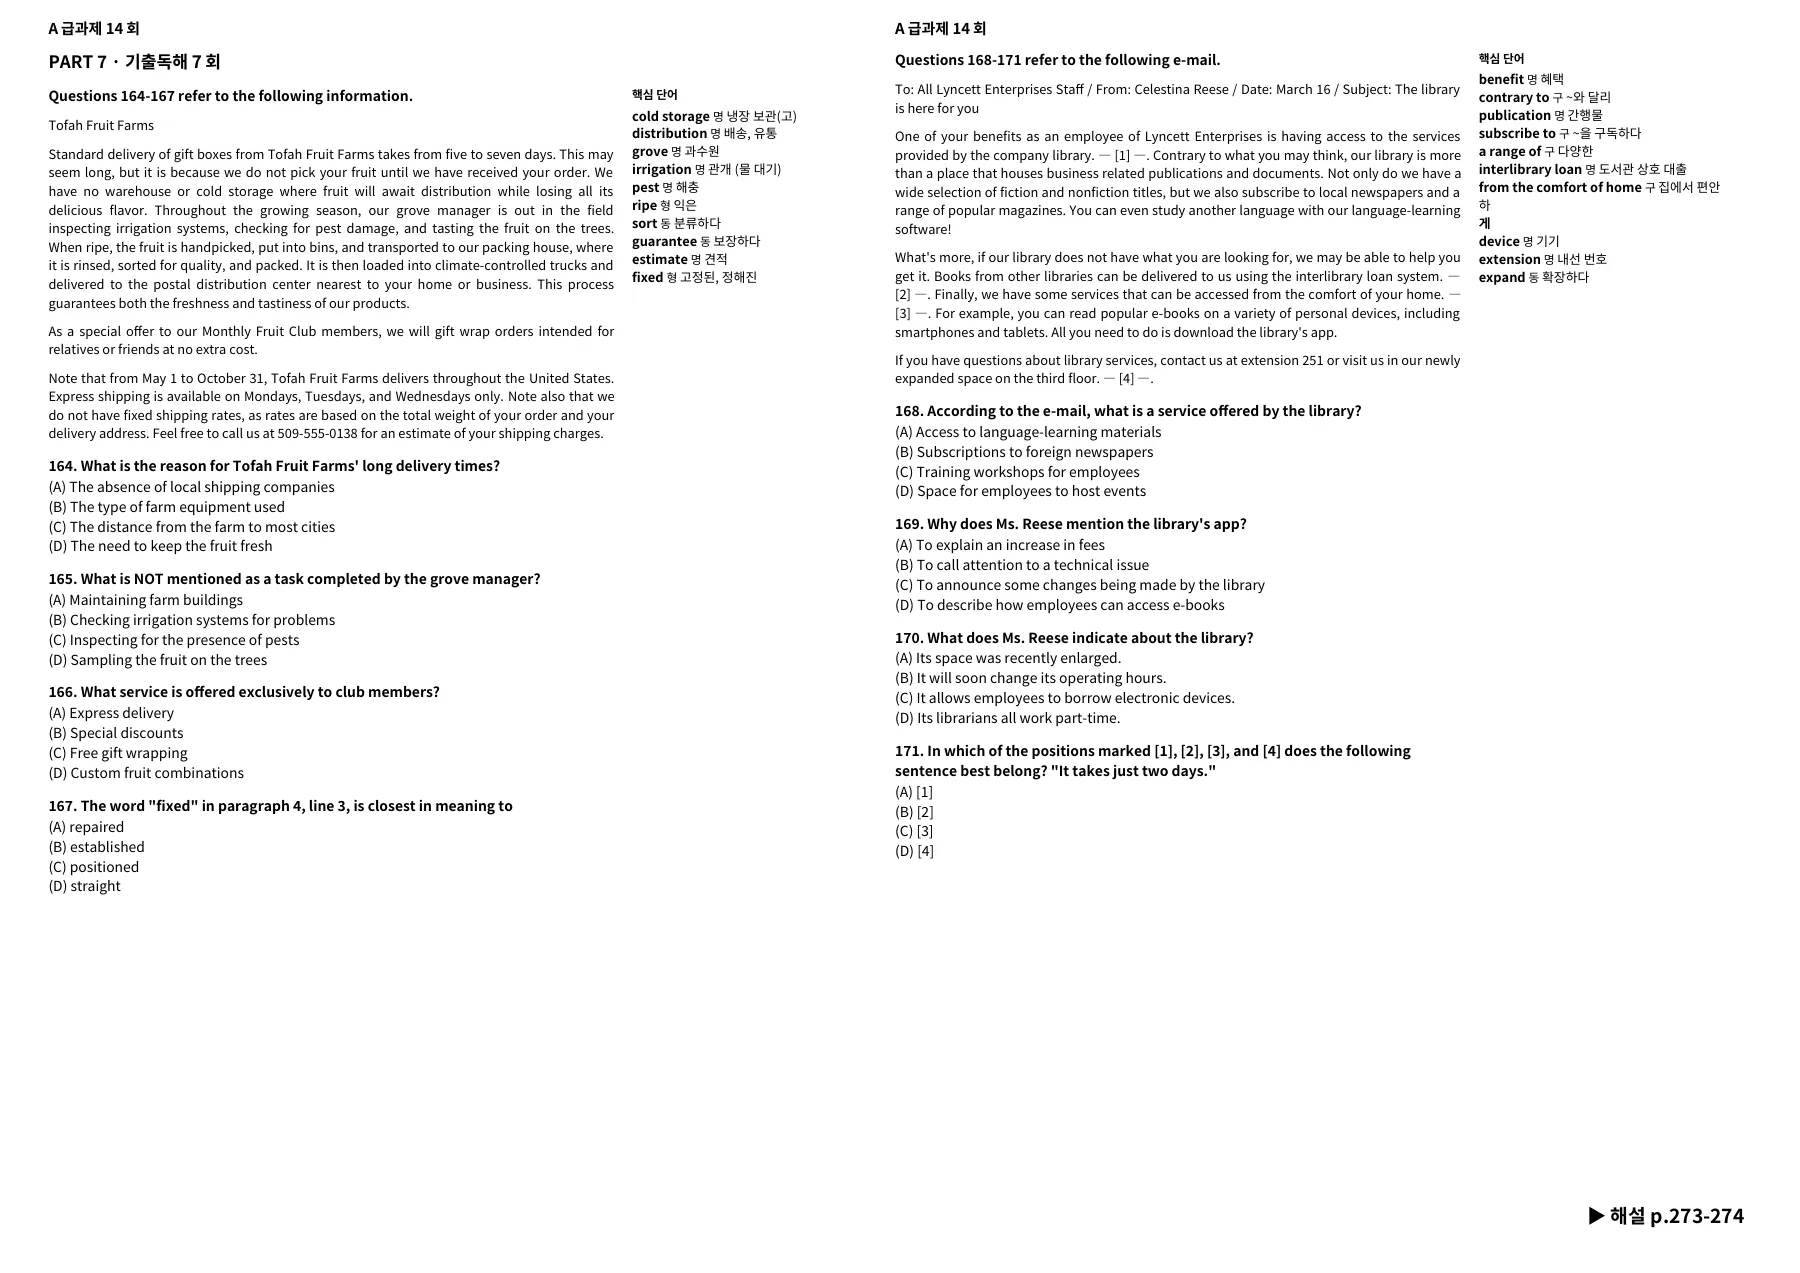 A 급과제 14 회
PART 7 · 기출독해 7 회
Questions 164-167 refer to the following information.
Tofah Fruit Farms
Standard delivery of gift boxes from Tofah Fruit Farms takes from five to seven days. This may
seem long, but it is because we do not pick your fruit until we have received your order. We
have no warehouse or cold storage where fruit will await distribution while losing all its
delicious flavor. Throughout the growing season, our grove manager is out in the field
inspecting irrigation systems, checking for pest damage, and tasting the fruit on the trees.
When ripe, the fruit is handpicked, put into bins, and transported to our packing house, where
it is rinsed, sorted for quality, and packed. It is then loaded into climate-controlled trucks and
delivered to the postal distribution center nearest to your home or business. This process
guarantees both the freshness and tastiness of our products.
As a special offer to our Monthly Fruit Club members, we will gift wrap orders intended for
relatives or friends at no extra cost.
Note that from May 1 to October 31, Tofah Fruit Farms delivers throughout the United States.
Express shipping is available on Mondays, Tuesdays, and Wednesdays only. Note also that we
do not have fixed shipping rates, as rates are based on the total weight of your order and your
delivery address. Feel free to call us at 509-555-0138 for an estimate of your shipping charges.
164. What is the reason for Tofah Fruit Farms' long delivery times?
(A) The absence of local shipping companies
(B) The type of farm equipment used
(C) The distance from the farm to most cities
(D) The need to keep the fruit fresh
165. What is NOT mentioned as a task completed by the grove manager?
(A) Maintaining farm buildings
(B) Checking irrigation systems for problems
(C) Inspecting for the presence of pests
(D) Sampling the fruit on the trees
166. What service is offered exclusively to club members?
(A) Express delivery
(B) Special discounts
(C) Free gift wrapping
(D) Custom fruit combinations
167. The word "fixed" in paragraph 4, line 3, is closest in meaning to
(A) repaired
(B) established
(C) positioned
(D) straight
핵심 단어
cold storage 명 냉장 보관(고)
distribution 명 배송, 유통
grove 명 과수원
irrigation 명 관개 (물 대기)
pest 명 해충
ripe 형 익은
sort 동 분류하다
guarantee 동 보장하다
estimate 명 견적
fixed 형 고정된, 정해진
A 급과제 14 회
Questions 168-171 refer to the following e-mail.
To: All Lyncett Enterprises Staff / From: Celestina Reese / Date: March 16 / Subject: The library
is here for you
One of your benefits as an employee of Lyncett Enterprises is having access to the services
provided by the company library. — [1] —. Contrary to what you may think, our library is more
than a place that houses business related publications and documents. Not only do we have a
wide selection of fiction and nonfiction titles, but we also subscribe to local newspapers and a
range of popular magazines. You can even study another language with our language-learning
software!
What's more, if our library does not have what you are looking for, we may be able to help you
get it. Books from other libraries can be delivered to us using the interlibrary loan system. —
[2] —. Finally, we have some services that can be accessed from the comfort of your home. —
[3] —. For example, you can read popular e-books on a variety of personal devices, including
smartphones and tablets. All you need to do is download the library's app.
If you have questions about library services, contact us at extension 251 or visit us in our newly
expanded space on the third floor. — [4] —.
168. According to the e-mail, what is a service offered by the library?
(A) Access to language-learning materials
(B) Subscriptions to foreign newspapers
(C) Training workshops for employees
(D) Space for employees to host events
169. Why does Ms. Reese mention the library's app?
(A) To explain an increase in fees
(B) To call attention to a technical issue
(C) To announce some changes being made by the library
(D) To describe how employees can access e-books
170. What does Ms. Reese indicate about the library?
(A) Its space was recently enlarged.
(B) It will soon change its operating hours.
(C) It allows employees to borrow electronic devices.
(D) Its librarians all work part-time.
171. In which of the positions marked [1], [2], [3], and [4] does the following
sentence best belong? "It takes just two days."
(A) [1]
(B) [2]
(C) [3]
(D) [4]
핵심 단어
benefit 명 혜택
contrary to 구 ~와 달리
publication 명 간행물
subscribe to 구 ~을 구독하다
a range of 구 다양한
interlibrary loan 명 도서관 상호 대출
from the comfort of home 구 집에서 편안
하
게
device 명 기기
extension 명 내선 번호
expand 동 확장하다
▶ 해설 p.273-274